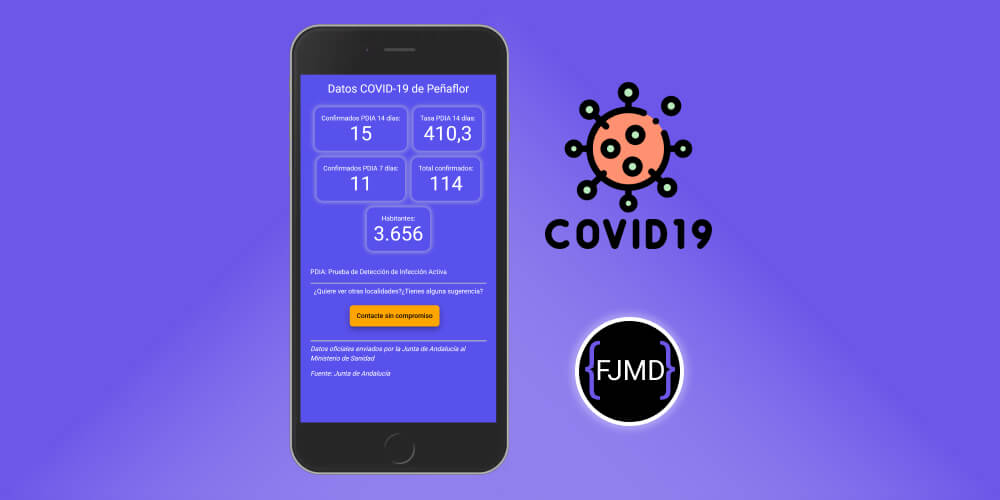 Datos COVID-19 de Peñaflor
Confirmados PDIA 14 días:
15
Tasa PDIA 14 días:
410,3
Confirmados PDIA 7 días:
11
Total confirmados:
114
Habitantes:
3.656
PDIA: Prueba de Detección de Infección Activa
¿Quiere ver otras localidades?¿Tienes alguna sugerencia?
Contacte sin compromiso
Datos oficiales enviados por la Junta de Andalucía al
Ministerio de Sanidad
Fuente: Junta de Andalucía
COVID19
{FJMD}